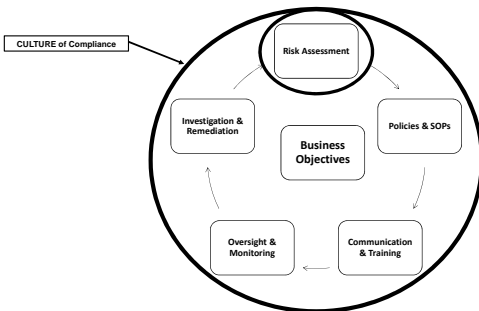 CULTURE of Compliance
Risk Assessment
Policies & SOPs
Communication
& Training
Oversight &
Monitoring
Investigation &
Remediation
Business
Objectives